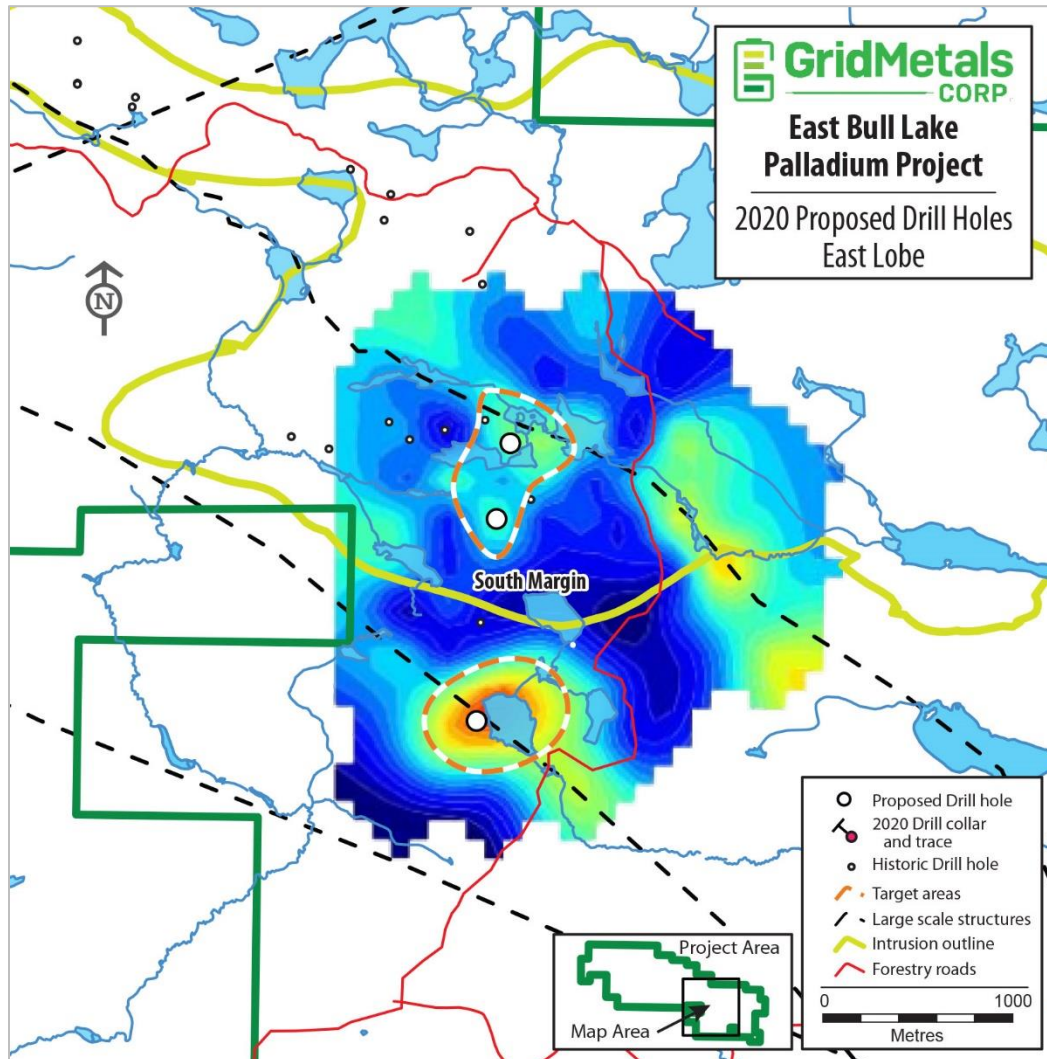 GridMetals
CORP.
East Bull Lake
Palladium Project
2020 Proposed Drill Holes
East Lobe
N
South Margin
Proposed Drill hole
2020 Drill collar
and trace
Historic Drill hole
Target areas
Large scale structures
Intrusion outline
Forestry roads
0 1000
Metres
Project Area
Map Area